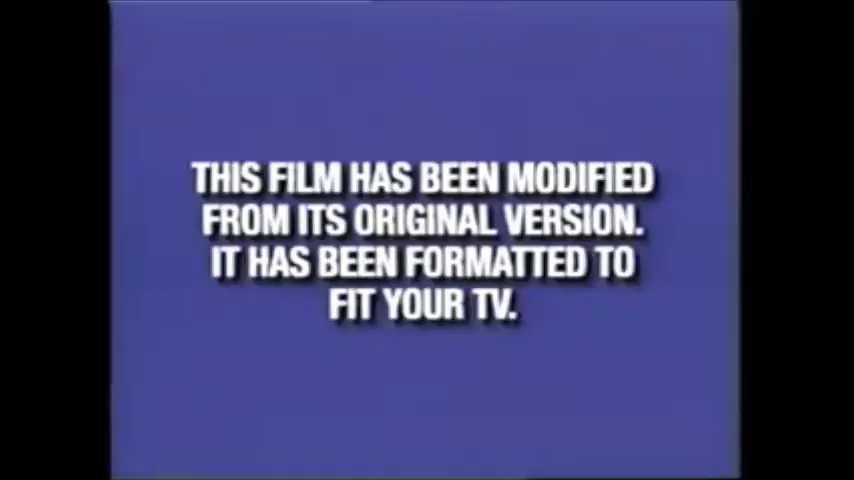 THIS FILM HAS BEEN MODIFIED
FROM ITS ORIGINAL VERSION.
IT HAS BEEN FORMATTED TO
FIT YOUR TV.